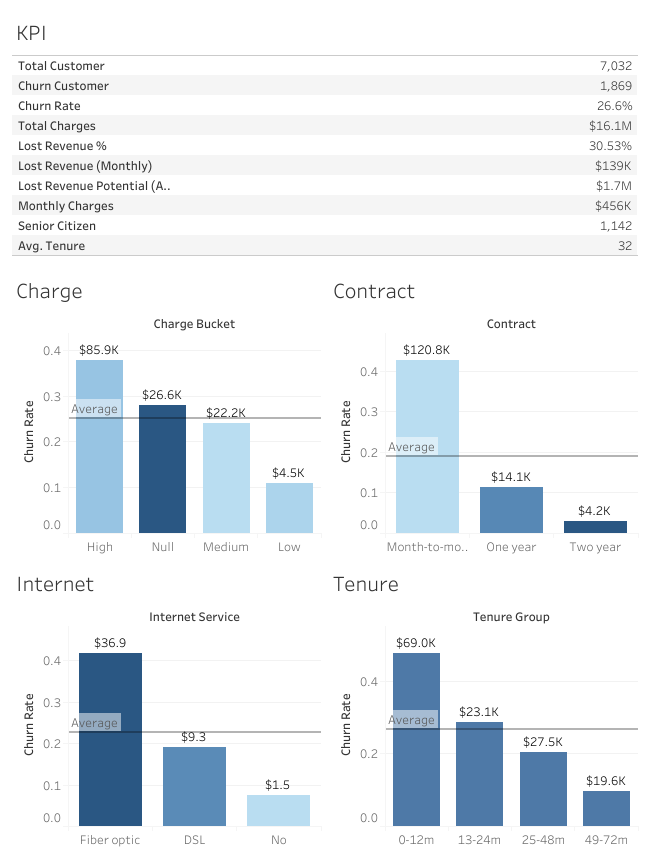 KPI
Total Customer 7,032
Churn Customer 1,869
Churn Rate 26.6%
Total Charges $16.1M
Lost Revenue % 30.53%
Lost Revenue (Monthly) $139K
Lost Revenue Potential (A.. $1.7M
Monthly Charges $456K
Senior Citizen 1,142
Avg. Tenure 32
Charge
Charge Bucket
Churn Rate
0.4
0.3
0.2
0.1
0.0
$85.9K
$26.6K
$22.2K
$4.5K
Average
High Null Medium Low
Contract
Contract
Churn Rate
0.4
0.3
0.2
0.1
0.0
$120.8K
$14.1K
$4.2K
Average
Month-to-mo.. One year Two year
Internet
Internet Service
Churn Rate
0.4
0.3
0.2
0.1
0.0
$36.9
$9.3
$1.5
Average
Fiber optic DSL No
Tenure
Tenure Group
Churn Rate
0.4
0.2
0.0
$69.0K
$23.1K
$27.5K
$19.6K
Average
0-12m 13-24m 25-48m 49-72m